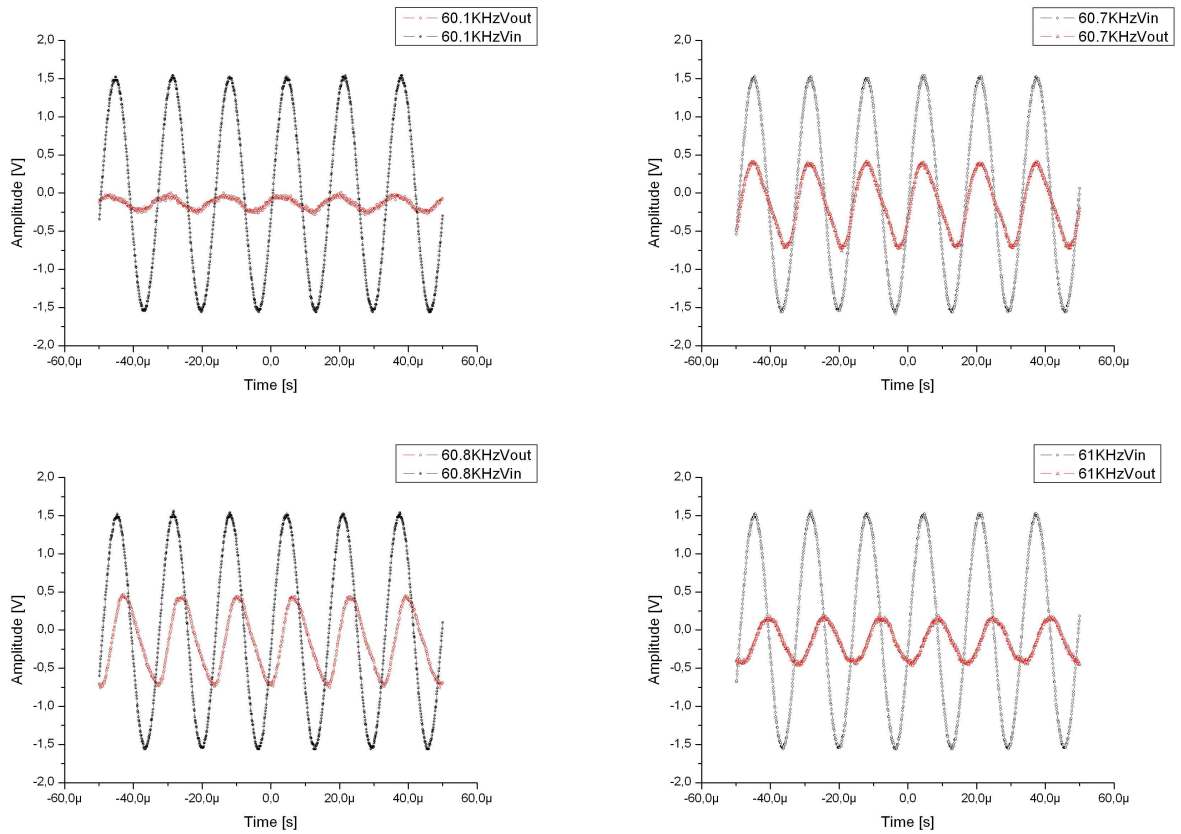 60.1KHzVout
60.1KHzVin
2,0
1,5
1,0
0,5
0,0
-0,5
-1,0
-1,5
-2,0
Amplitude [V]
-60,0µ
-40,0µ
-20,0µ
0,0
20,0µ
40,0µ
60,0µ
Time [s]
60.7KHzVin
60.7KHzVout
2,0
1,5
1,0
0,5
0,0
-0,5
-1,0
-1,5
-2,0
Amplitude [V]
-60,0µ
-40,0µ
-20,0µ
0,0
20,0µ
40,0µ
60,0µ
Time [s]
60.8KHzVout
60.8KHzVin
2,0
1,5
1,0
0,5
0,0
-0,5
-1,0
-1,5
-2,0
Amplitude [V]
-60,0µ
-40,0µ
-20,0µ
0,0
20,0µ
40,0µ
60,0µ
Time [s]
61KHzVin
61KHzVout
2,0
1,5
1,0
0,5
0,0
-0,5
-1,0
-1,5
-2,0
Amplitude [V]
-60,0µ
-40,0µ
-20,0µ
0,0
20,0µ
40,0µ
60,0µ
Time [s]